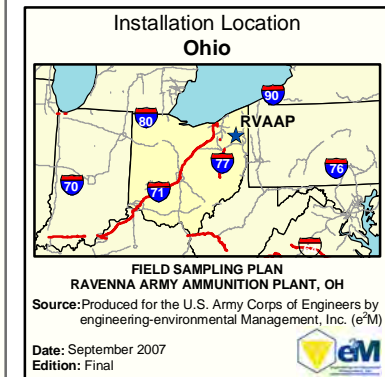 Installation Location
Ohio
90
80
RVAAP
77
76
70
71
FIELD SAMPLING PLAN
RAVENNA ARMY AMMUNITION PLANT, OH
Source:Produced for the U.S. Army Corps of Engineers by
engineering-environmental Management, Inc. (e²M)
Date: September 2007
Edition: Final
e²M